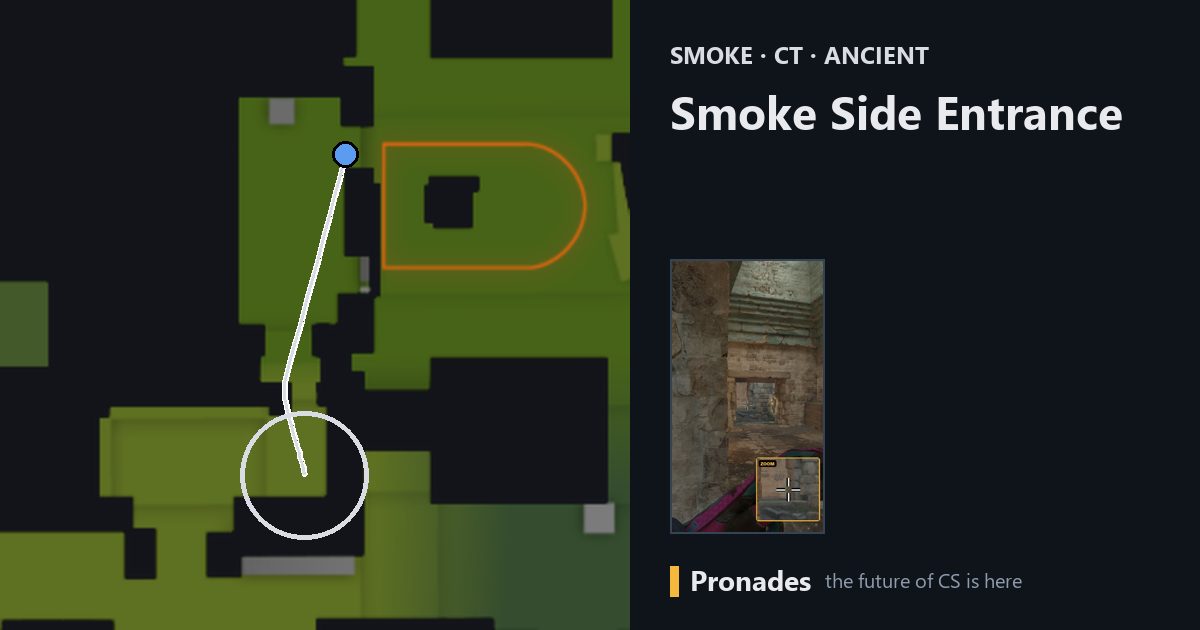 SMOKE · CT · ANCIENT
Smoke Side Entrance
ZOOM
Pronades the future of CS is here